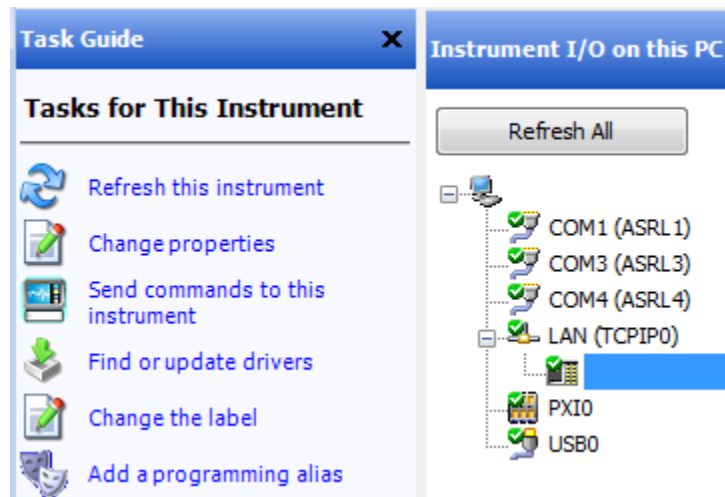 Task Guide
Tasks for This Instrument
Refresh this instrument
Change properties
Send commands to this
instrument
Find or update drivers
Change the label
Add a programming alias
Instrument I/O on this PC
Refresh All
COM1 (ASRL1)
COM3 (ASRL3)
COM4 (ASRL4)
LAN (TCPIP0)
PXI0
USB0